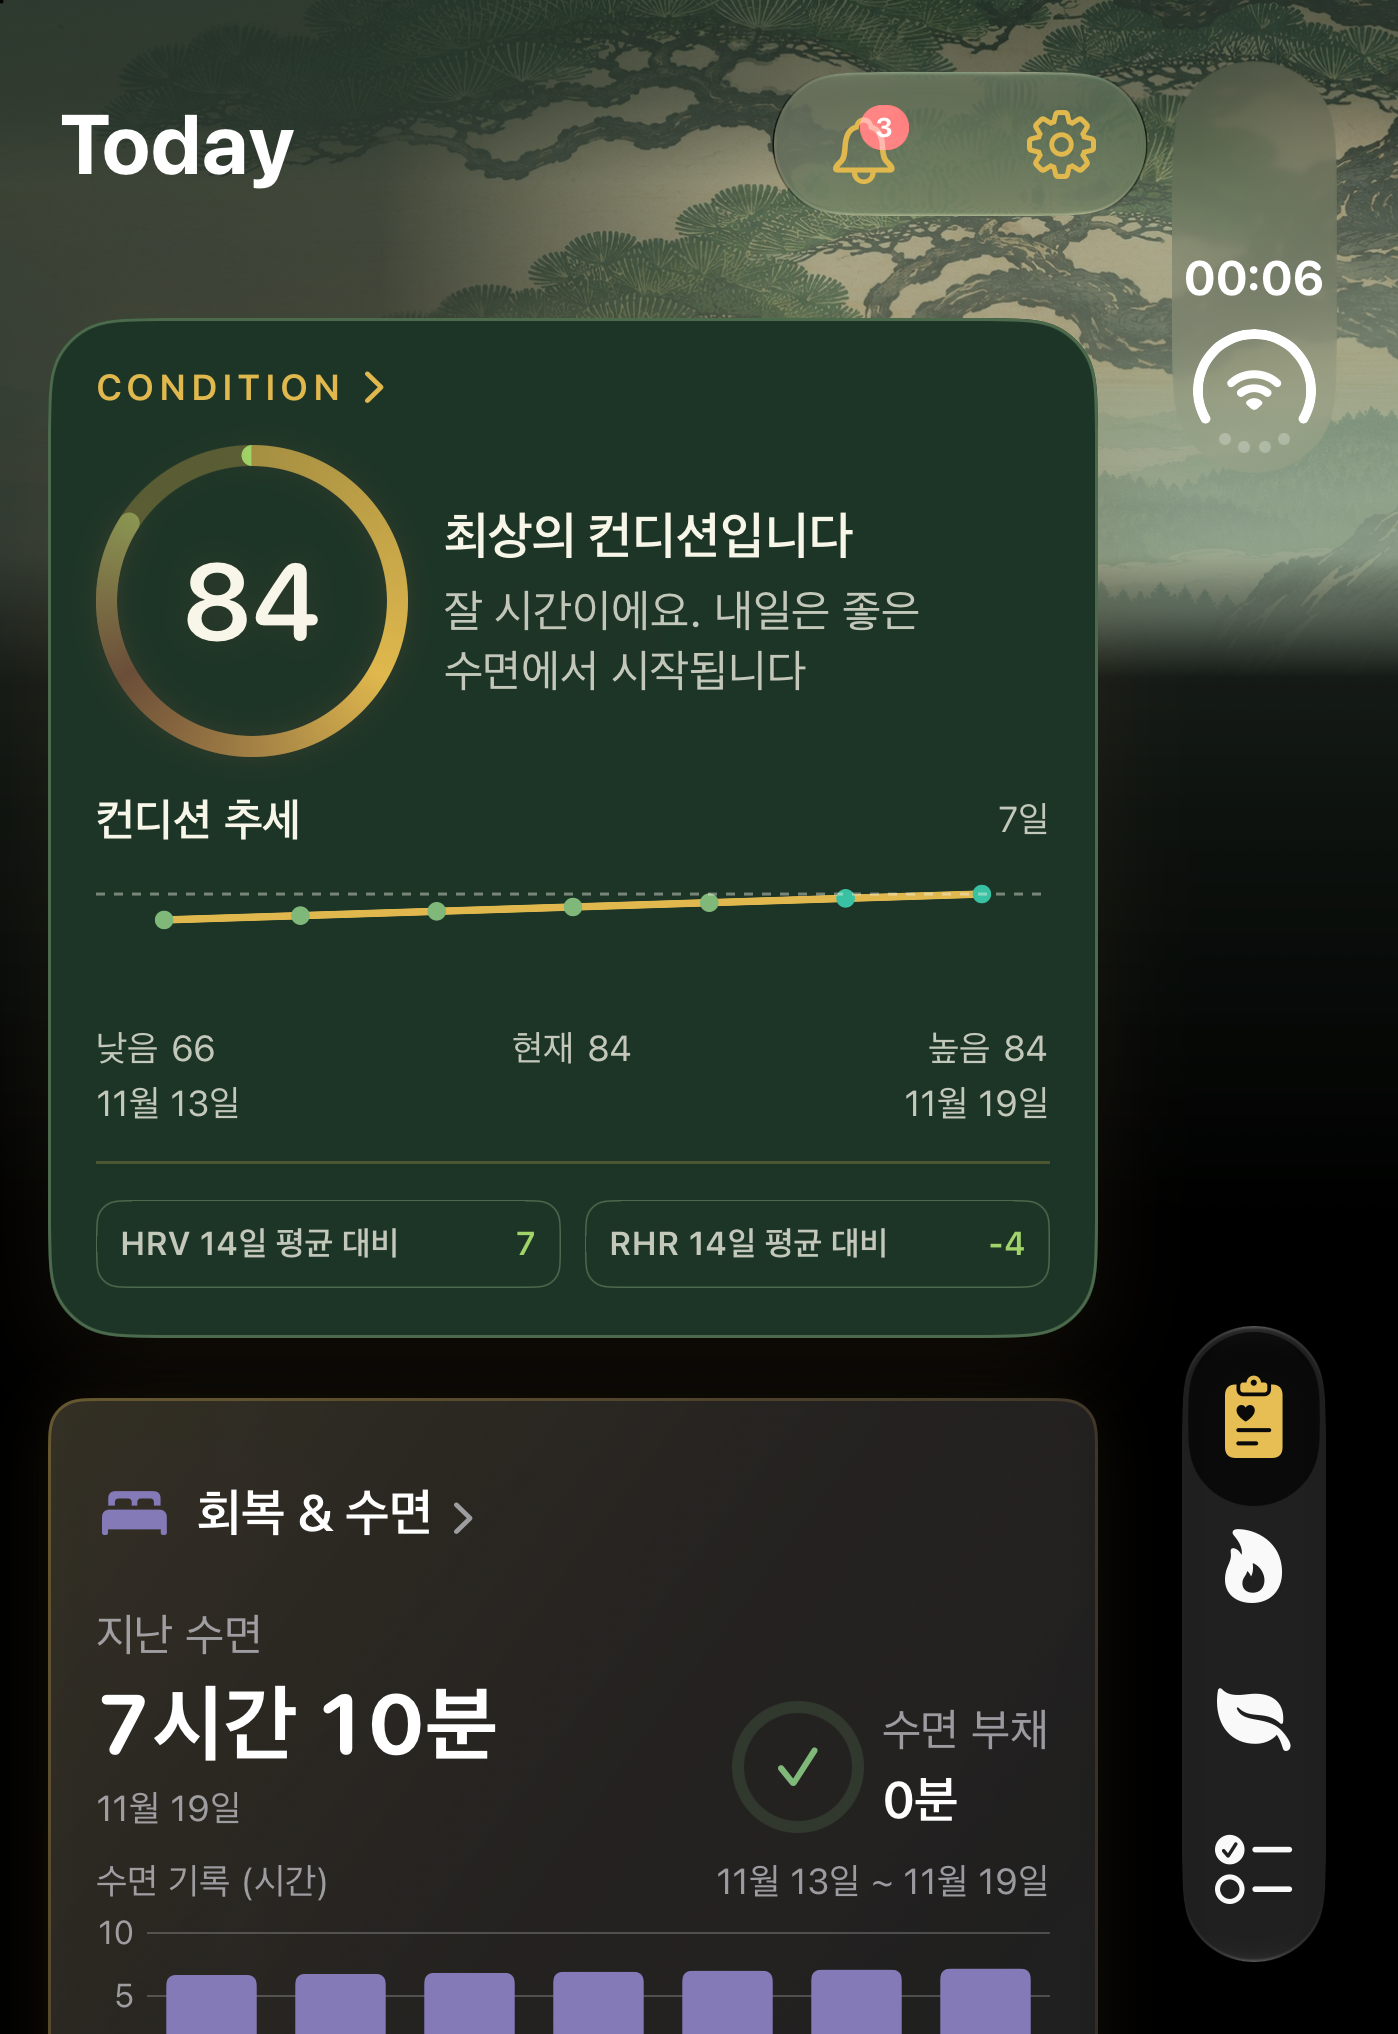 Today
3
00:06
CONDITION
84
최상의 컨디션입니다
잘 시간이에요. 내일은 좋은
수면에서 시작됩니다
컨디션 추세
7일
낮음 66
현재 84
높음 84
11월 13일
11월 19일
HRV 14일 평균 대비 7
RHR 14일 평균 대비 -4
회복 & 수면
지난 수면
7시간 10분
11월 19일
수면 부채
0분
수면 기록 (시간)
11월 13일 ~ 11월 19일
10
5